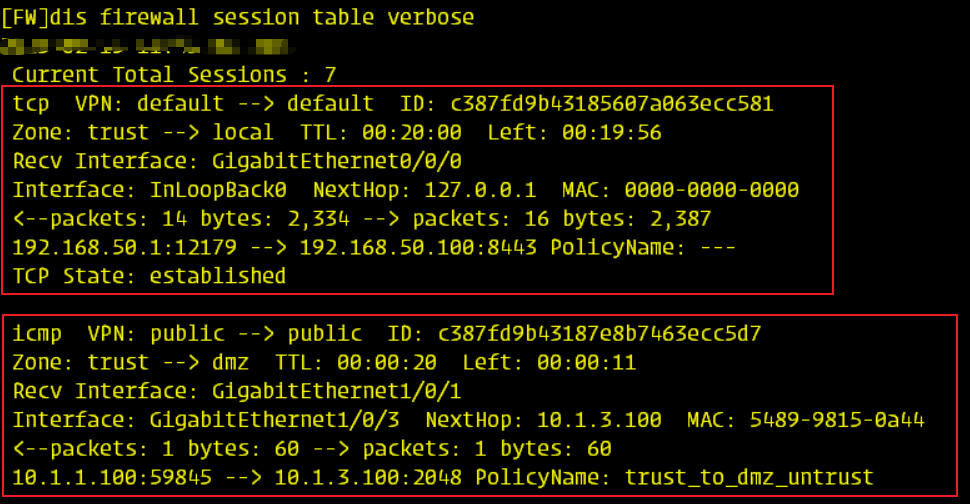 [FW]dis firewall session table verbose
Current Total Sessions : 7
tcp VPN: default --> default ID: c387fd9b43185607a063ecc581
Zone: trust --> local TTL: 00:20:00 Left: 00:19:56
Recv Interface: GigabitEthernet0/0/0
Interface: InLoopBack0 NextHop: 127.0.0.1 MAC: 0000-0000-0000
<--packets: 14 bytes: 2,334 --> packets: 16 bytes: 2,387
192.168.50.1:12179 --> 192.168.50.100:8443 PolicyName: ---
TCP State: established
icmp VPN: public --> public ID: c387fd9b43187e8b7463ecc5d7
Zone: trust --> dmz TTL: 00:00:20 Left: 00:00:11
Recv Interface: GigabitEthernet1/0/1
Interface: GigabitEthernet1/0/3 NextHop: 10.1.3.100 MAC: 5489-9815-0a44
<--packets: 1 bytes: 60 --> packets: 1 bytes: 60
10.1.1.100:59845 --> 10.1.3.100:2048 PolicyName: trust_to_dmz_untrust